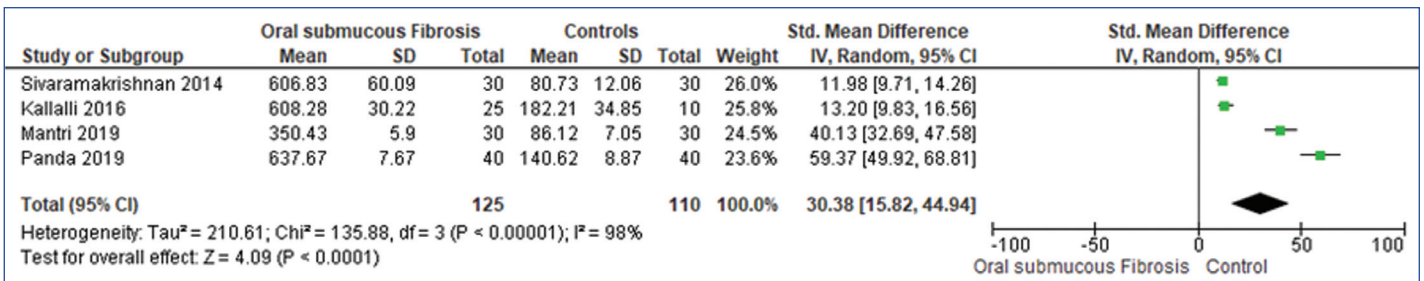 Oral submucous Fibrosis Controls Std. Mean Difference Std. Mean Difference
Study or Subgroup Mean SD Total Mean SD Total Weight IV, Random, 95% CI IV, Random, 95% CI
Sivaramakrishnan 2014 606.83 60.09 30 80.73 12.06 30 26.0% 11.98 [9.71, 14.26]
Kallalli 2016 608.28 30.22 25 182.21 34.85 10 25.8% 13.20 [9.83, 16.56]
Mantri 2019 350.43 5.9 30 86.12 7.05 30 24.5% 40.13 [32.69, 47.58]
Panda 2019 637.67 7.67 40 140.62 8.87 40 23.6% 59.37 [49.92, 68.81]
Total (95% CI) 125 110 100.0% 30.38 [15.82, 44.94]
Heterogeneity: Tau² = 210.61; Chi² = 135.88, df = 3 (P < 0.00001); I² = 98%
Test for overall effect: Z = 4.09 (P < 0.0001)
-100 -50 0 50 100
Oral submucous Fibrosis Control